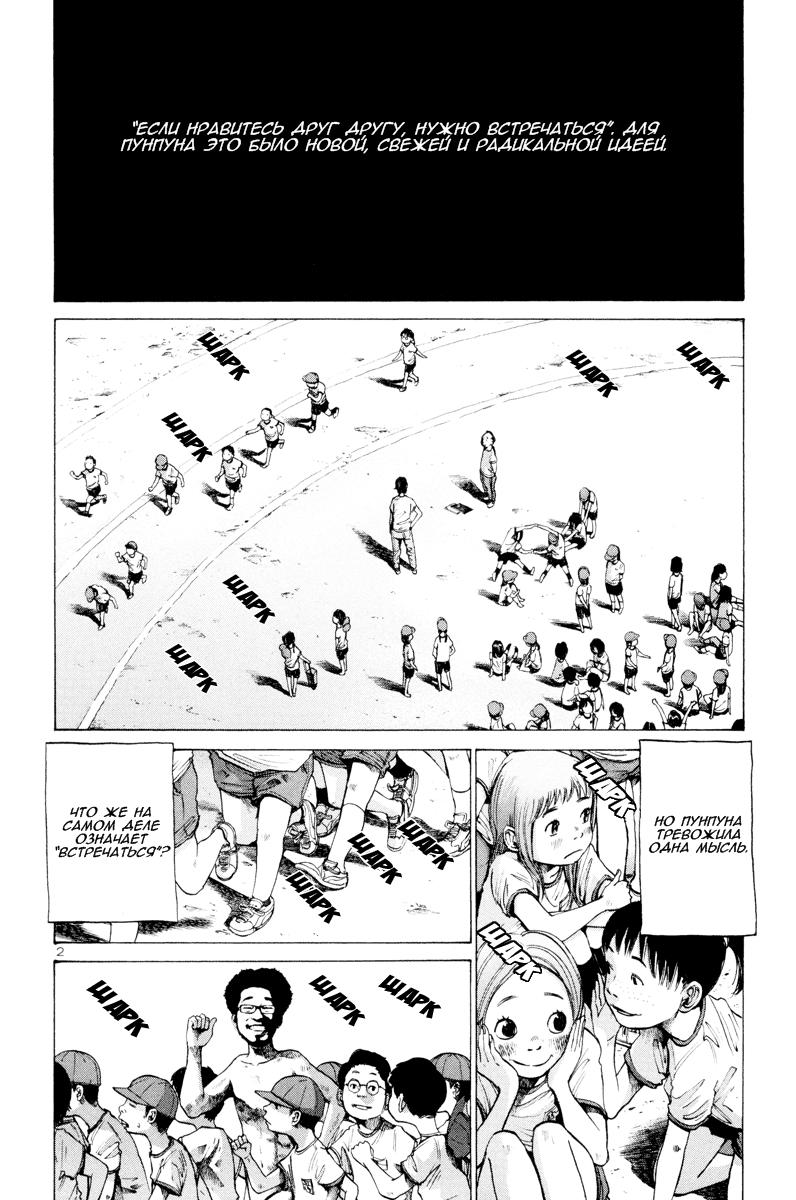 "ЕСЛИ НРАВИТЕСЬ ДРУГ ДРУГУ, НУЖНО ВСТРЕЧАТЬСЯ". ДЛЯ
ПУНПУНА ЭТО БЫЛО НОВОЙ, СВЕЖЕЙ И РАДИКАЛЬНОЙ ИДЕЕЙ.
ШАРК
ШАРК
ШАРК
ШАРК
ШАРК
ШАРК
НО ПУНПУНА
ТРЕВОЖИЛА
ОДНА МЫСЛЬ.
ШАРК
ШАРК
ЧТО ЖЕ НА
САМОМ ДЕЛЕ
ОЗНАЧАЕТ
"ВСТРЕЧАТЬСЯ"?
ШАРК
ШАРК
ШАРК
2
ШАРК
ШАРК
ШАРК